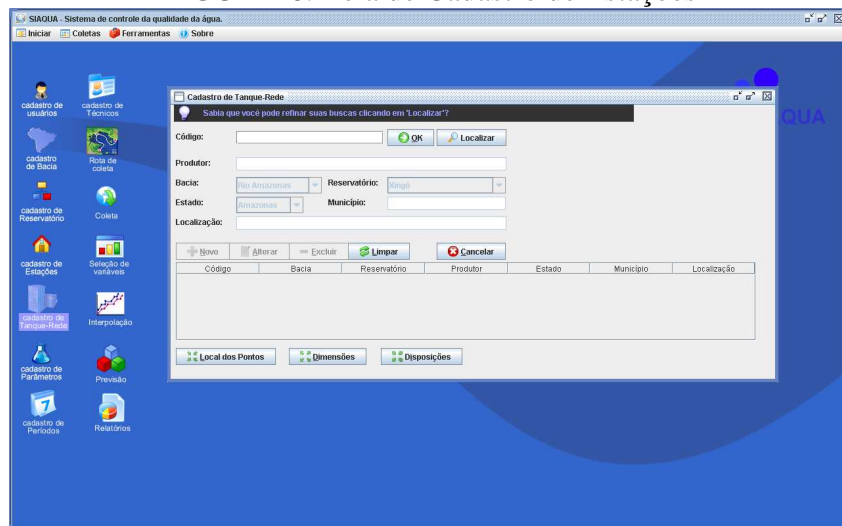 SIAQUA - Sistema de controle da qualidade da água.
Iniciar Coletas Ferramentas Sobre
cadastro de usuários
cadastro de Técnicos
cadastro de Bacia
Rota de coleta
cadastro de Reservatório
Coleta
cadastro de Estações
Seleção de variáveis
cadastro de Tanque-Rede
Interpolação
cadastro de Parâmetros
Previsão
cadastro de Períodos
Relatórios
QUA
Cadastro de Tanque-Rede
Sabia que você pode refinar suas buscas clicando em 'Localizar'?
Código: OK Localizar
Produtor:
Bacia: Rio Amazonas Reservatório: Xingó
Estado: Amazonas Município:
Localização:
Novo Alterar Excluir Limpar Cancelar
Código Bacia Reservatório Produtor Estado Município Localização
Local dos Pontos Dimensões Disposições